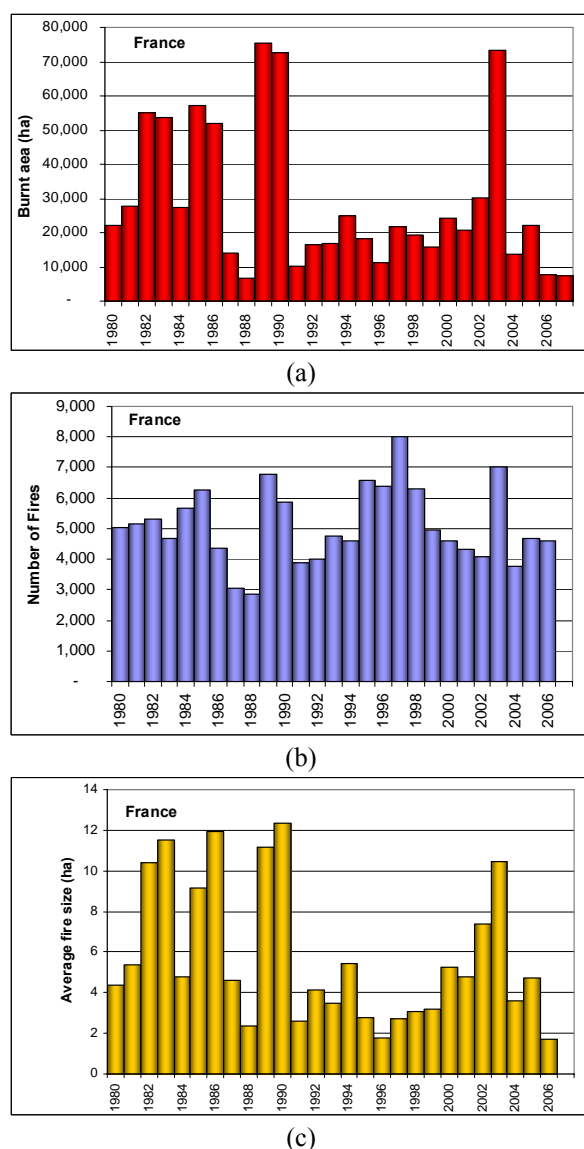 France
Burnt aea (ha)
80,000
70,000
60,000
50,000
40,000
30,000
20,000
10,000
-
1980 1982 1984 1986 1988 1990 1992 1994 1996 1998 2000 2002 2004 2006
(a)
France
Number of Fires
9,000
8,000
7,000
6,000
5,000
4,000
3,000
2,000
1,000
-
1980 1982 1984 1986 1988 1990 1992 1994 1996 1998 2000 2002 2004 2006
(b)
France
Average fire size (ha)
14
12
10
8
6
4
2
0
1980 1982 1984 1986 1988 1990 1992 1994 1996 1998 2000 2002 2004 2006
(c)